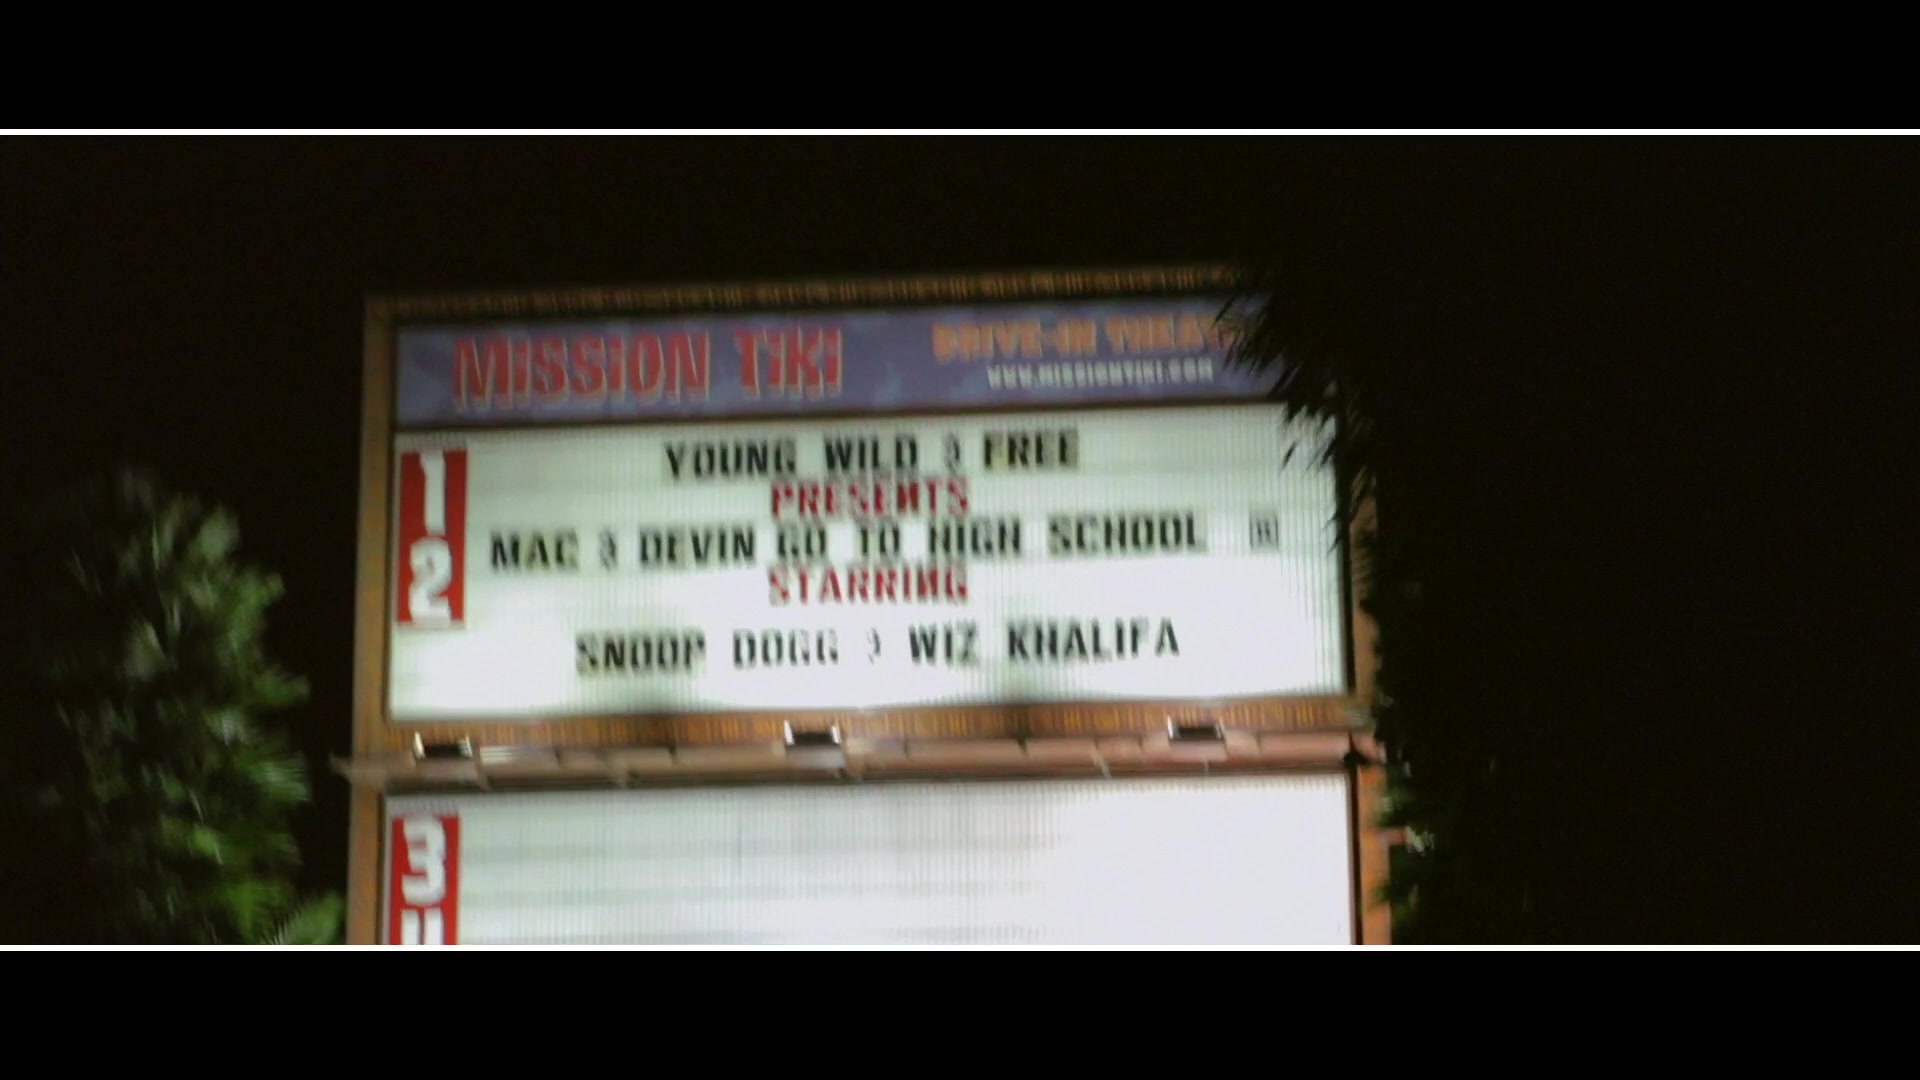 MISSION TIKI
DRIVE-IN THEAT
WWW.MISSIONTIKI.COM
1
YOUNG WILD & FREE
PRESENTS
MAC & DEVIN GO TO HIGH SCHOOL R
2
STARRING
SNOOP DOGG & WIZ KHALIFA
3